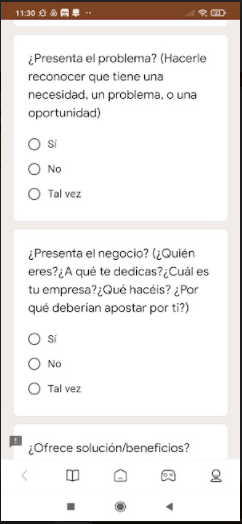 11:30
¿Presenta el problema? (Hacerle
reconocer que tiene una
necesidad, un problema, o una
oportunidad)
Sí
No
Tal vez
¿Presenta el negocio? (¿Quién
eres?¿A qué te dedicas?¿Cuál es
tu empresa?¿Qué hacéis? ¿Por
qué deberían apostar por ti?)
Sí
No
Tal vez
¿Ofrece solución/beneficios?